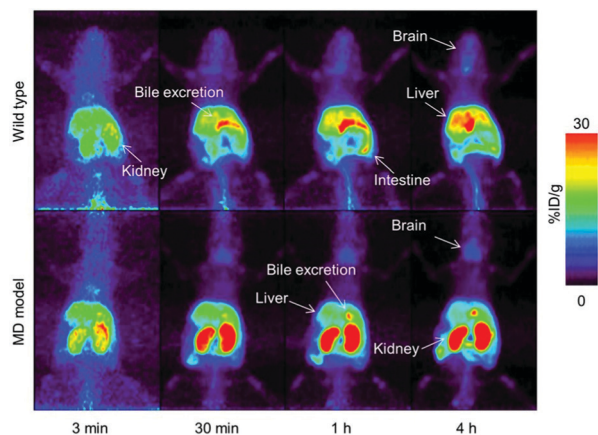 Wild type
Kidney
Bile excretion
Intestine
Brain
Liver
30
%ID/g
0
MD model
Liver
Bile excretion
Brain
Kidney
3 min
30 min
1 h
4 h